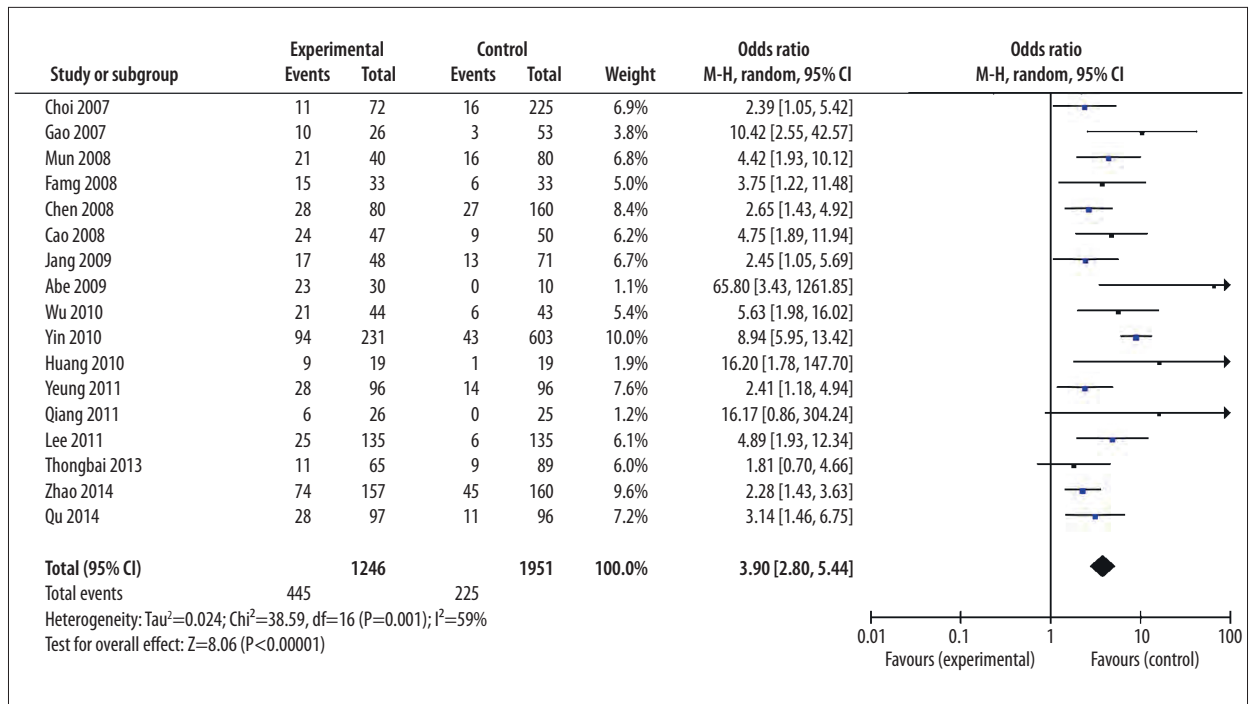 Experimental Control Odds ratio Odds ratio
Study or subgroup Events Total Events Total Weight M-H, random, 95% CI M-H, random, 95% CI
Choi 2007 11 72 16 225 6.9% 2.39 [1.05, 5.42]
Gao 2007 10 26 3 53 3.8% 10.42 [2.55, 42.57]
Mun 2008 21 40 16 80 6.8% 4.42 [1.93, 10.12]
Famg 2008 15 33 6 33 5.0% 3.75 [1.22, 11.48]
Chen 2008 28 80 27 160 8.4% 2.65 [1.43, 4.92]
Cao 2008 24 47 9 50 6.2% 4.75 [1.89, 11.94]
Jang 2009 17 48 13 71 6.7% 2.45 [1.05, 5.69]
Abe 2009 23 30 0 10 1.1% 65.80 [3.43, 1261.85]
Wu 2010 21 44 6 43 5.4% 5.63 [1.98, 16.02]
Yin 2010 94 231 43 603 10.0% 8.94 [5.95, 13.42]
Huang 2010 9 19 1 19 1.9% 16.20 [1.78, 147.70]
Yeung 2011 28 96 14 96 7.6% 2.41 [1.18, 4.94]
Qiang 2011 6 26 0 25 1.2% 16.17 [0.86, 304.24]
Lee 2011 25 135 6 135 6.1% 4.89 [1.93, 12.34]
Thongbai 2013 11 65 9 89 6.0% 1.81 [0.70, 4.66]
Zhao 2014 74 157 45 160 9.6% 2.28 [1.43, 3.63]
Qu 2014 28 97 11 96 7.2% 3.14 [1.46, 6.75]
Total (95% CI) 1246 1951 100.0% 3.90 [2.80, 5.44]
Total events 445 225
Heterogeneity: Tau²=0.024; Chi²=38.59, df=16 (P=0.001); I²=59%
Test for overall effect: Z=8.06 (P<0.00001)
0.01 0.1 1 10 100
Favours (experimental) Favours (control)